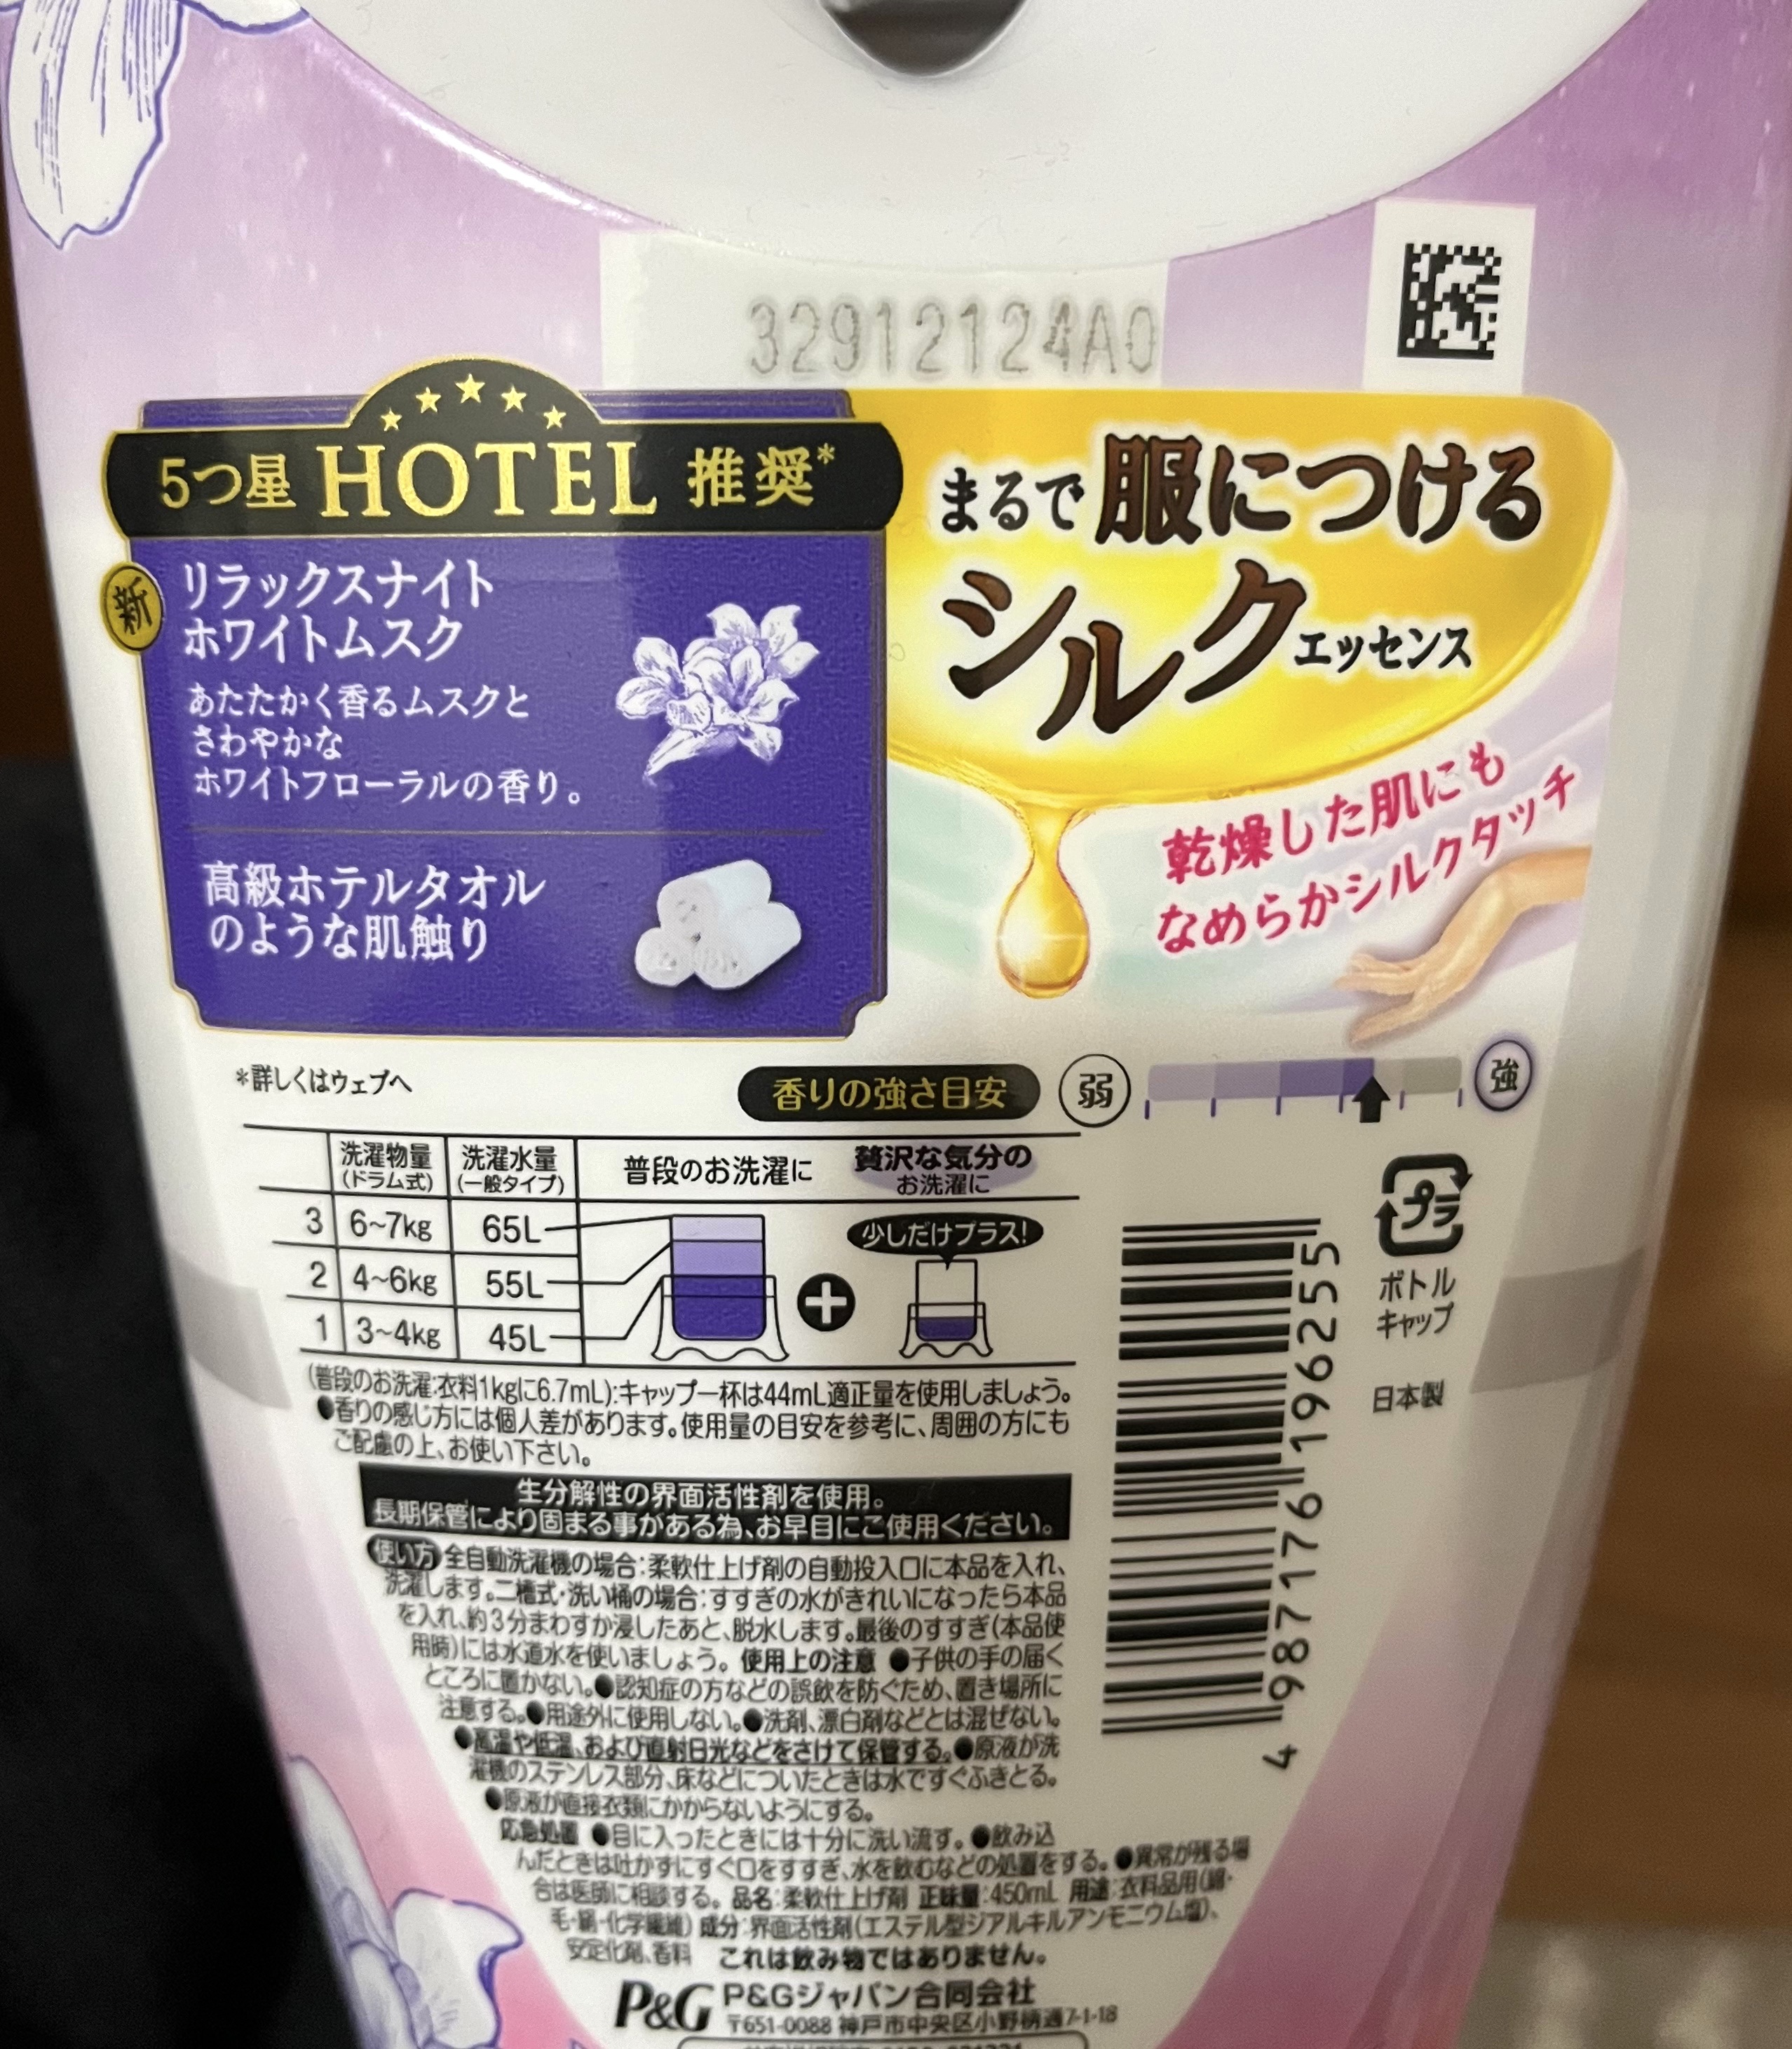 32912124A0
5つ星 HOTEL 推奨*
新
リラックスナイト
ホワイトムスク
あたたかく香るムスクと
さわやかな
ホワイトフローラルの香り。
高級ホテルタオル
のような肌触り
まるで服につける
シルクエッセンス
乾燥した肌にも
なめらかシルクタッチ
*詳しくはウェブへ
香りの強さ目安 弱 強
洗濯物量 洗濯水量 普段のお洗濯に 贅沢な気分の
(ドラム式) (一般タイプ) お洗濯に
3 6~7kg 65L 少しだけプラス!
2 4~6kg 55L
1 3~4kg 45L
(普段のお洗濯:衣料1kgに6.7mL):キャップ一杯は44mL適正量を使用しましょう。
●香りの感じ方には個人差があります。使用量の目安を参考に、周囲の方にも
ご配慮の上、お使い下さい。
生分解性の界面活性剤を使用。
長期保管により固まる事がある為、お早目にご使用ください。
使い方 全自動洗濯機の場合:柔軟仕上げ剤の自動投入口に本品を入れ、
洗濯します。二槽式・洗い桶の場合:すすぎの水がきれいになったら本品
を入れ、約3分まわすか浸したあと、脱水します。最後のすすぎ(本品使
用時)には水道水を使いましょう。 使用上の注意 ●子供の手の届く
ところに置かない。●認知症の方などの誤飲を防ぐため、置き場所に
注意する。●用途外に使用しない。●洗剤、漂白剤などとは混ぜない。
●高温や低温、および直射日光などをさけて保管する。●原液が洗
濯機のステンレス部分、床などについたときは水ですぐふきとる。
●原液が直接衣類にかからないようにする。
応急処置 ●目に入ったときには十分に洗い流す。●飲み込
んだときは吐かずにすぐ口をすすぎ、水を飲むなどの処置をする。●異常が残る場
合は医師に相談する。 品名:柔軟仕上げ剤 正味量:450mL 用途:衣料品用(綿・
毛・絹・化学繊維) 成分:界面活性剤(エステル型ジアルキルアンモニウム塩)、
安定化剤、香料 これは飲み物ではありません。
P&G P&Gジャパン合同会社
〒651-0088 神戸市中央区小野柄通7-1-18
プラ
ボトル
キャップ
日本製
4 987176 196255